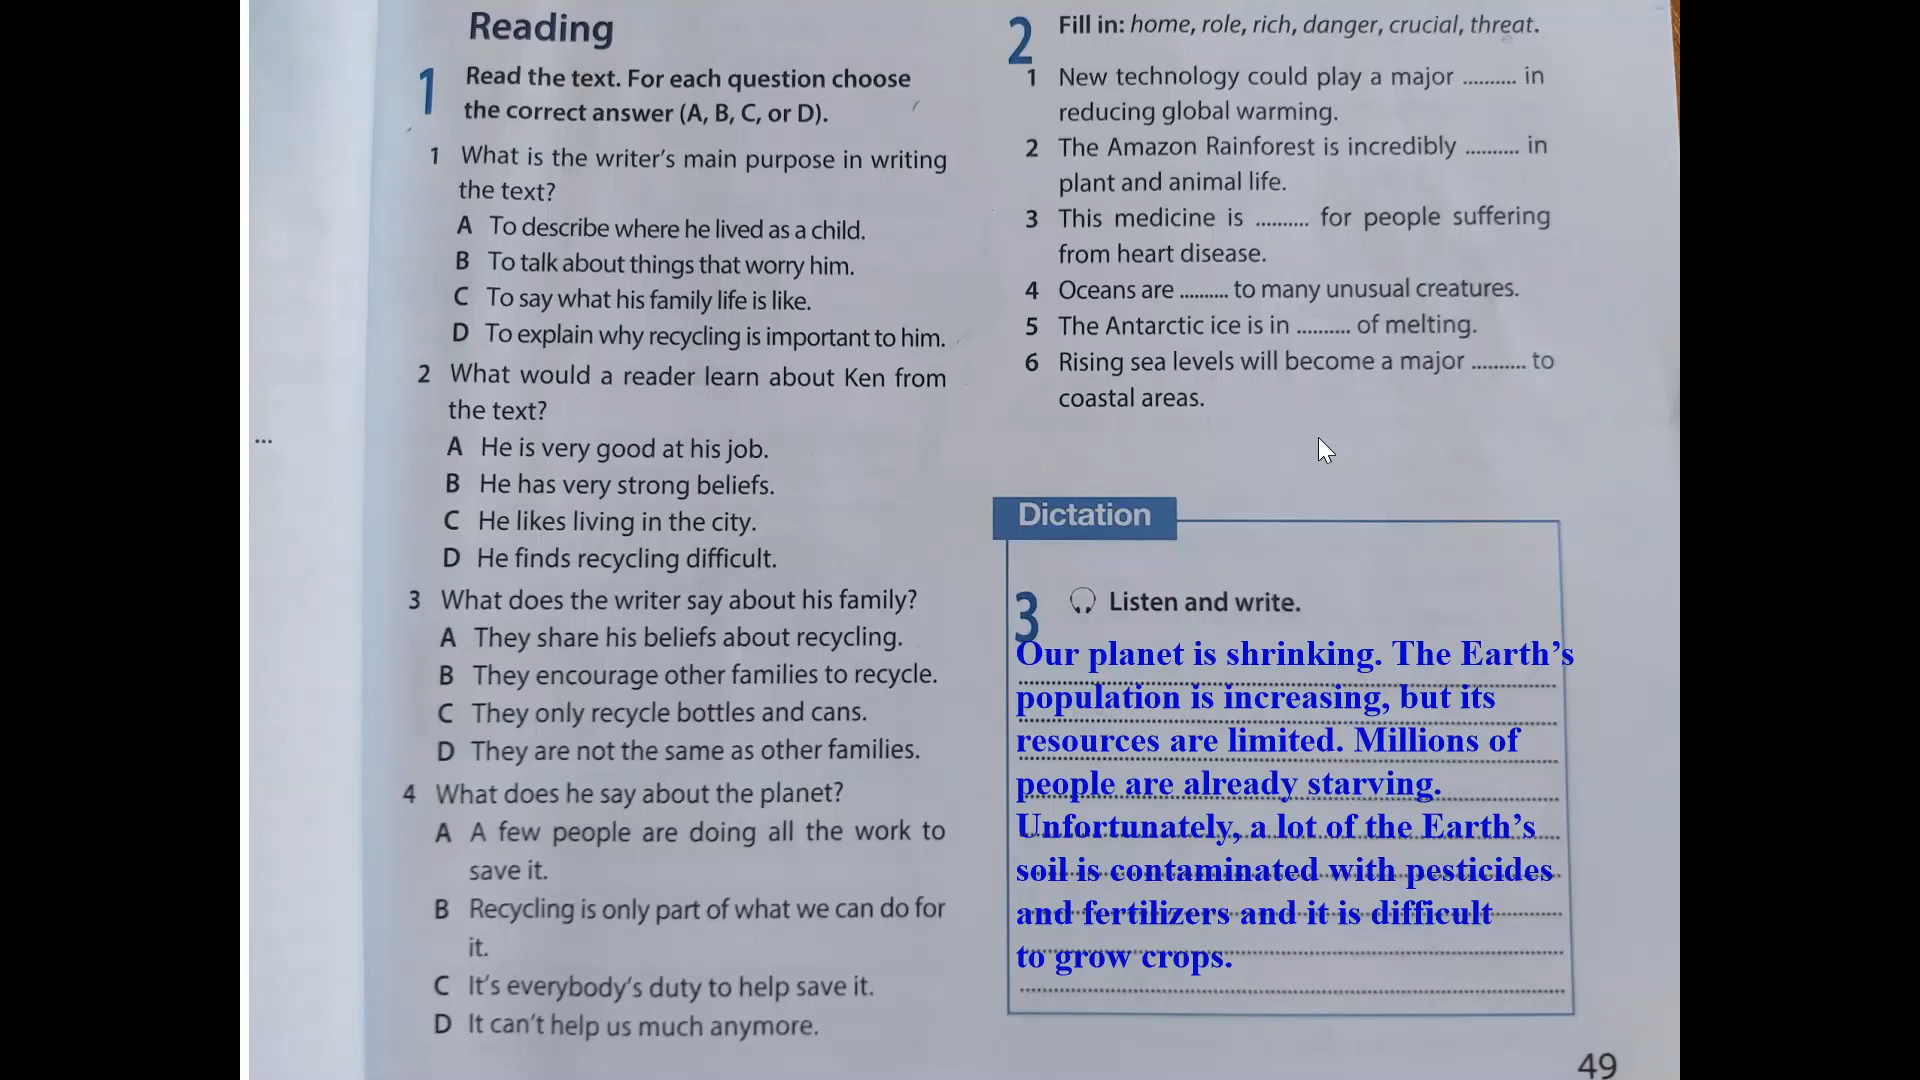 Reading
1 Read the text. For each question choose
the correct answer (A, B, C, or D).
1 What is the writer's main purpose in writing
the text?
A To describe where he lived as a child.
B To talk about things that worry him.
C To say what his family life is like.
D To explain why recycling is important to him.
2 What would a reader learn about Ken from
the text?
A He is very good at his job.
B He has very strong beliefs.
C He likes living in the city.
D He finds recycling difficult.
3 What does the writer say about his family?
A They share his beliefs about recycling.
B They encourage other families to recycle.
C They only recycle bottles and cans.
D They are not the same as other families.
4 What does he say about the planet?
A A few people are doing all the work to
save it.
B Recycling is only part of what we can do for
it.
C It's everybody's duty to help save it.
D It can't help us much anymore.
...
2 Fill in: home, role, rich, danger, crucial, threat.
1 New technology could play a major .......... in
reducing global warming.
2 The Amazon Rainforest is incredibly .......... in
plant and animal life.
3 This medicine is .......... for people suffering
from heart disease.
4 Oceans are .......... to many unusual creatures.
5 The Antarctic ice is in .......... of melting.
6 Rising sea levels will become a major .......... to
coastal areas.
Dictation
3 Listen and write.
Our planet is shrinking. The Earth's
population is increasing, but its
resources are limited. Millions of
people are already starving.
Unfortunately, a lot of the Earth's
soil is contaminated with pesticides
and fertilizers and it is difficult
to grow crops.
49